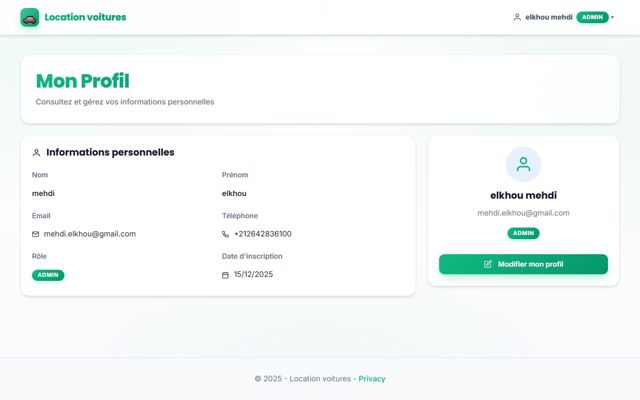 Location voitures
elkhou mehdi ADMIN
Mon Profil
Consultez et gérez vos informations personnelles
Informations personnelles
Nom Prénom
mehdi elkhou
Email Téléphone
mehdi.elkhou@gmail.com +212642836100
Rôle Date d'inscription
ADMIN 15/12/2025
elkhou mehdi
mehdi.elkhou@gmail.com
ADMIN
Modifier mon profil
© 2025 - Location voitures - Privacy